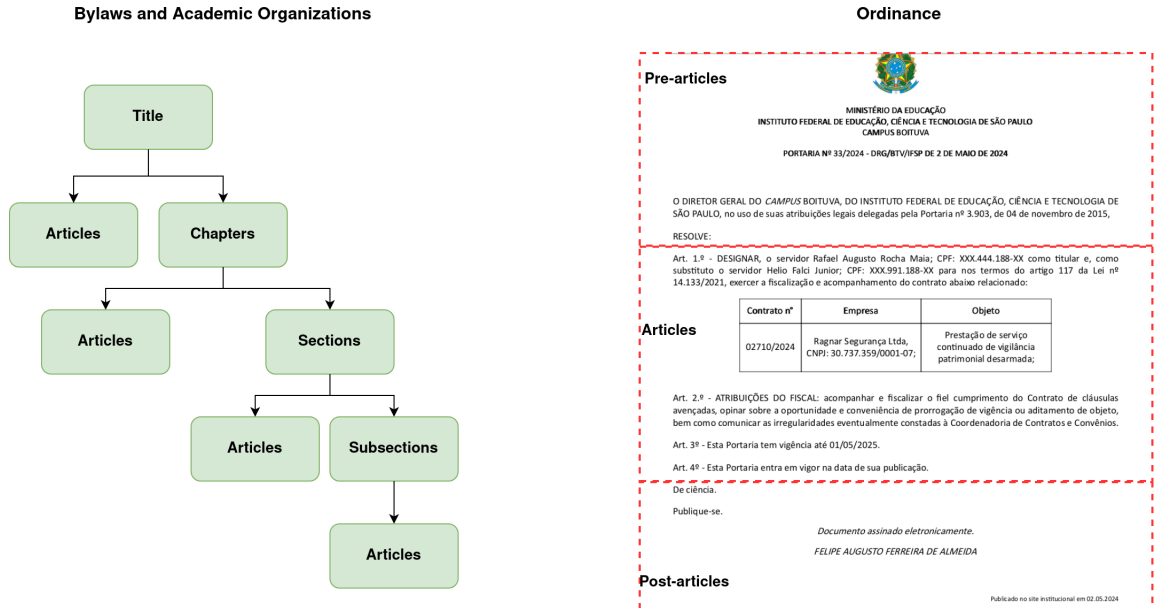 Bylaws and Academic Organizations
Title
Articles
Chapters
Articles
Sections
Articles
Subsections
Articles
Ordinance
Pre-articles
MINISTÉRIO DA EDUCAÇÃO
INSTITUTO FEDERAL DE EDUCAÇÃO, CIÊNCIA E TECNOLOGIA DE SÃO PAULO
CAMPUS BOITUVA
PORTARIA Nº 33/2024 - DRG/BTV/IFSP DE 2 DE MAIO DE 2024
O DIRETOR GERAL DO CAMPUS BOITUVA, DO INSTITUTO FEDERAL DE EDUCAÇÃO, CIÊNCIA E TECNOLOGIA DE
SÃO PAULO, no uso de suas atribuições legais delegadas pela Portaria nº 3.903, de 04 de novembro de 2015,
RESOLVE:
Art. 1.º - DESIGNAR, o servidor Rafael Augusto Rocha Maia; CPF: XXX.444.188-XX como titular e, como
substituto o servidor Helio Falci Junior; CPF: XXX.991.188-XX para nos termos do artigo 117 da Lei nº
14.133/2021, exercer a fiscalização e acompanhamento do contrato abaixo relacionado:
Articles
Contrato n° Empresa Objeto
02710/2024
Ragnar Segurança Ltda,
CNPJ: 30.737.359/0001-07;
Prestação de serviço
continuado de vigilância
patrimonial desarmada;
Art. 2.º - ATRIBUIÇÕES DO FISCAL: acompanhar e fiscalizar o fiel cumprimento do Contrato de cláusulas
avençadas, opinar sobre a oportunidade e conveniência de prorrogação de vigência ou aditamento de objeto,
bem como comunicar as irregularidades eventualmente constadas à Coordenadoria de Contratos e Convênios.
Art. 3º - Esta Portaria tem vigência até 01/05/2025.
Art. 4º - Esta Portaria entra em vigor na data de sua publicação.
De ciência.
Publique-se.
Documento assinado eletronicamente.
FELIPE AUGUSTO FERREIRA DE ALMEIDA
Post-articles
Publicado no site institucional em 02.05.2024